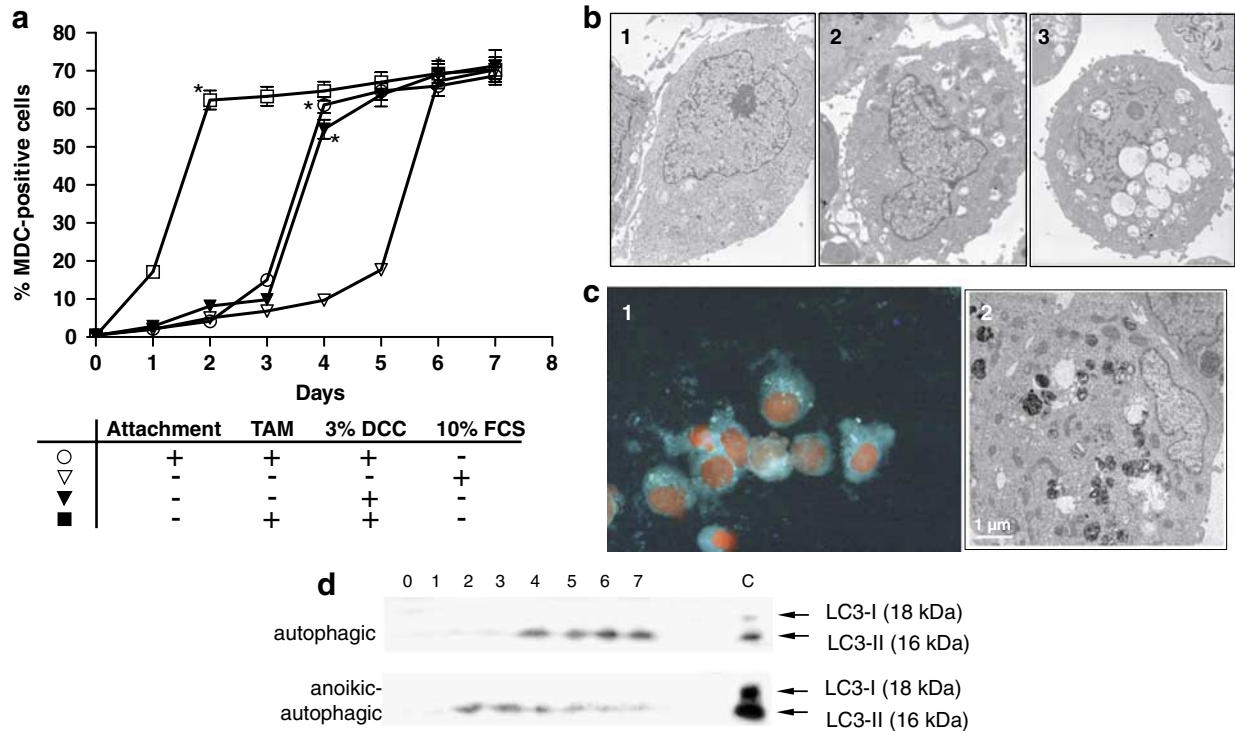 a
80
70
60
50
40
30
20
10
0
% MDC-positive cells
* * * *
0 1 2 3 4 5 6 7 8
Days
Attachment TAM 3% DCC 10% FCS
+ + + -
- - - +
- - +
- + + -
b
1
2
3
c
1
2
1 µm
d
0 1 2 3 4 5 6 7 C
autophagic
LC3-I (18 kDa)
LC3-II (16 kDa)
anoikic-
autophagic
LC3-I (18 kDa)
LC3-II (16 kDa)